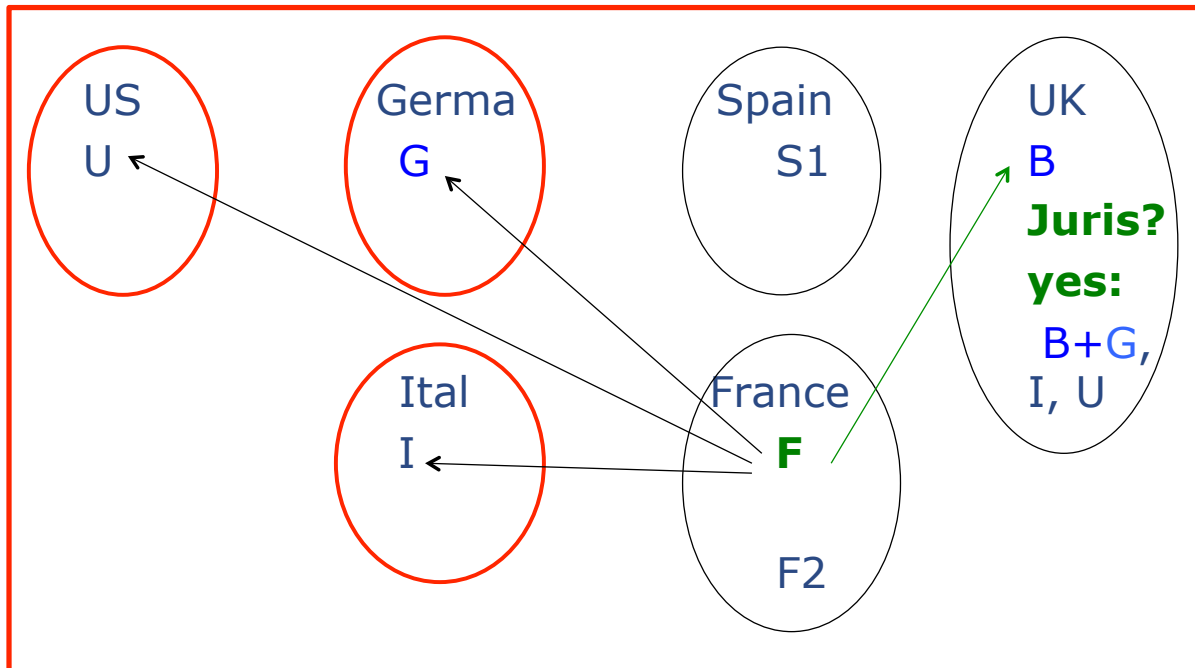 US
U
Germa
G
Spain
S1
UK
B
Juris?
yes:
B+G,
I, U
Ital
I
France
F
F2